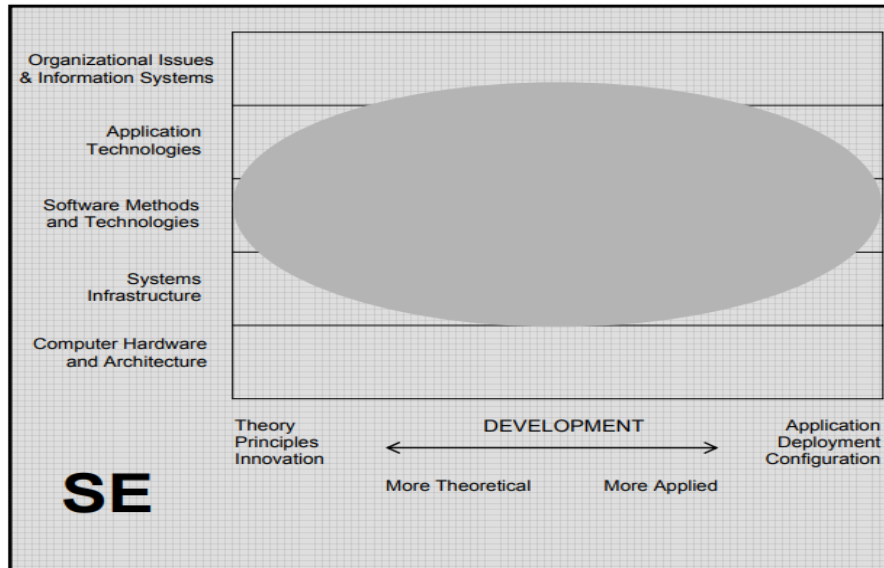 Organizational Issues
& Information Systems
Application
Technologies
Software Methods
and Technologies
Systems
Infrastructure
Computer Hardware
and Architecture
Theory
Principles
Innovation
DEVELOPMENT
Application
Deployment
Configuration
More Theoretical
More Applied
SE